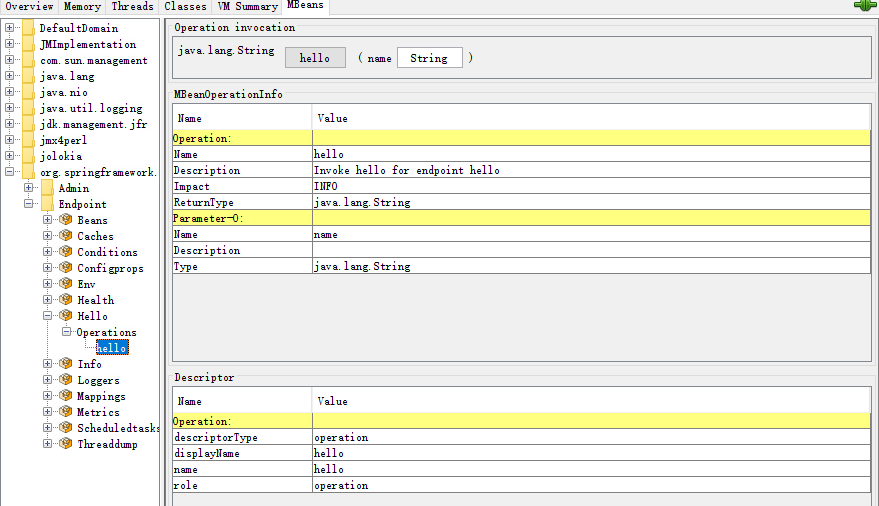 Overview Memory Threads Classes VM Summary MBeans
DefaultDomain
JMImplementation
com.sun.management
java.lang
java.nio
java.util.logging
jdk.management.jfr
jmx4perl
jolokia
org.springframework.
Admin
Endpoint
Beans
Caches
Conditions
Configprops
Env
Health
Hello
Operations
hello
Info
Loggers
Mappings
Metrics
Scheduledtasks
Threaddump
Operation invocation
java.lang.String hello ( name String )
MBeanOperationInfo
Name Value
Operation:
Name hello
Description Invoke hello for endpoint hello
Impact INFO
ReturnType java.lang.String
Parameter-0:
Name name
Description
Type java.lang.String
Descriptor
Name Value
Operation:
descriptorType operation
displayName hello
name hello
role operation